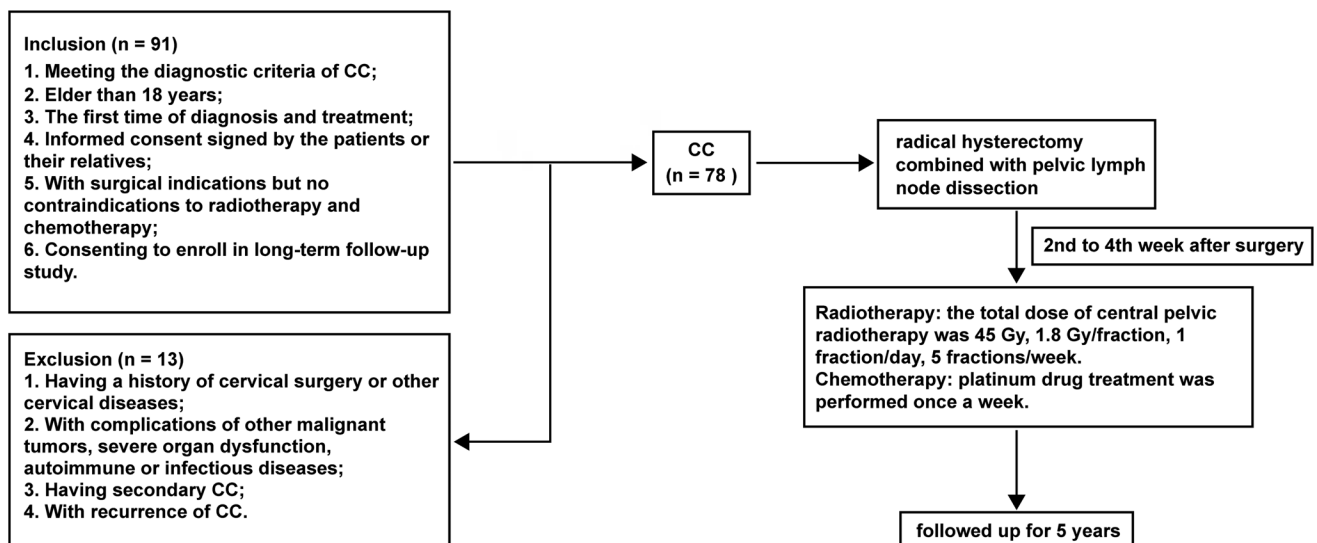 Inclusion (n = 91)
1. Meeting the diagnostic criteria of CC;
2. Elder than 18 years;
3. The first time of diagnosis and treatment;
4. Informed consent signed by the patients or
their relatives;
5. With surgical indications but no
contraindications to radiotherapy and
chemotherapy;
6. Consenting to enroll in long-term follow-up
study.
Exclusion (n = 13)
1. Having a history of cervical surgery or other
cervical diseases;
2. With complications of other malignant
tumors, severe organ dysfunction,
autoimmune or infectious diseases;
3. Having secondary CC;
4. With recurrence of CC.
CC
(n = 78 )
radical hysterectomy
combined with pelvic lymph
node dissection
2nd to 4th week after surgery
Radiotherapy: the total dose of central pelvic
radiotherapy was 45 Gy, 1.8 Gy/fraction, 1
fraction/day, 5 fractions/week.
Chemotherapy: platinum drug treatment was
performed once a week.
followed up for 5 years